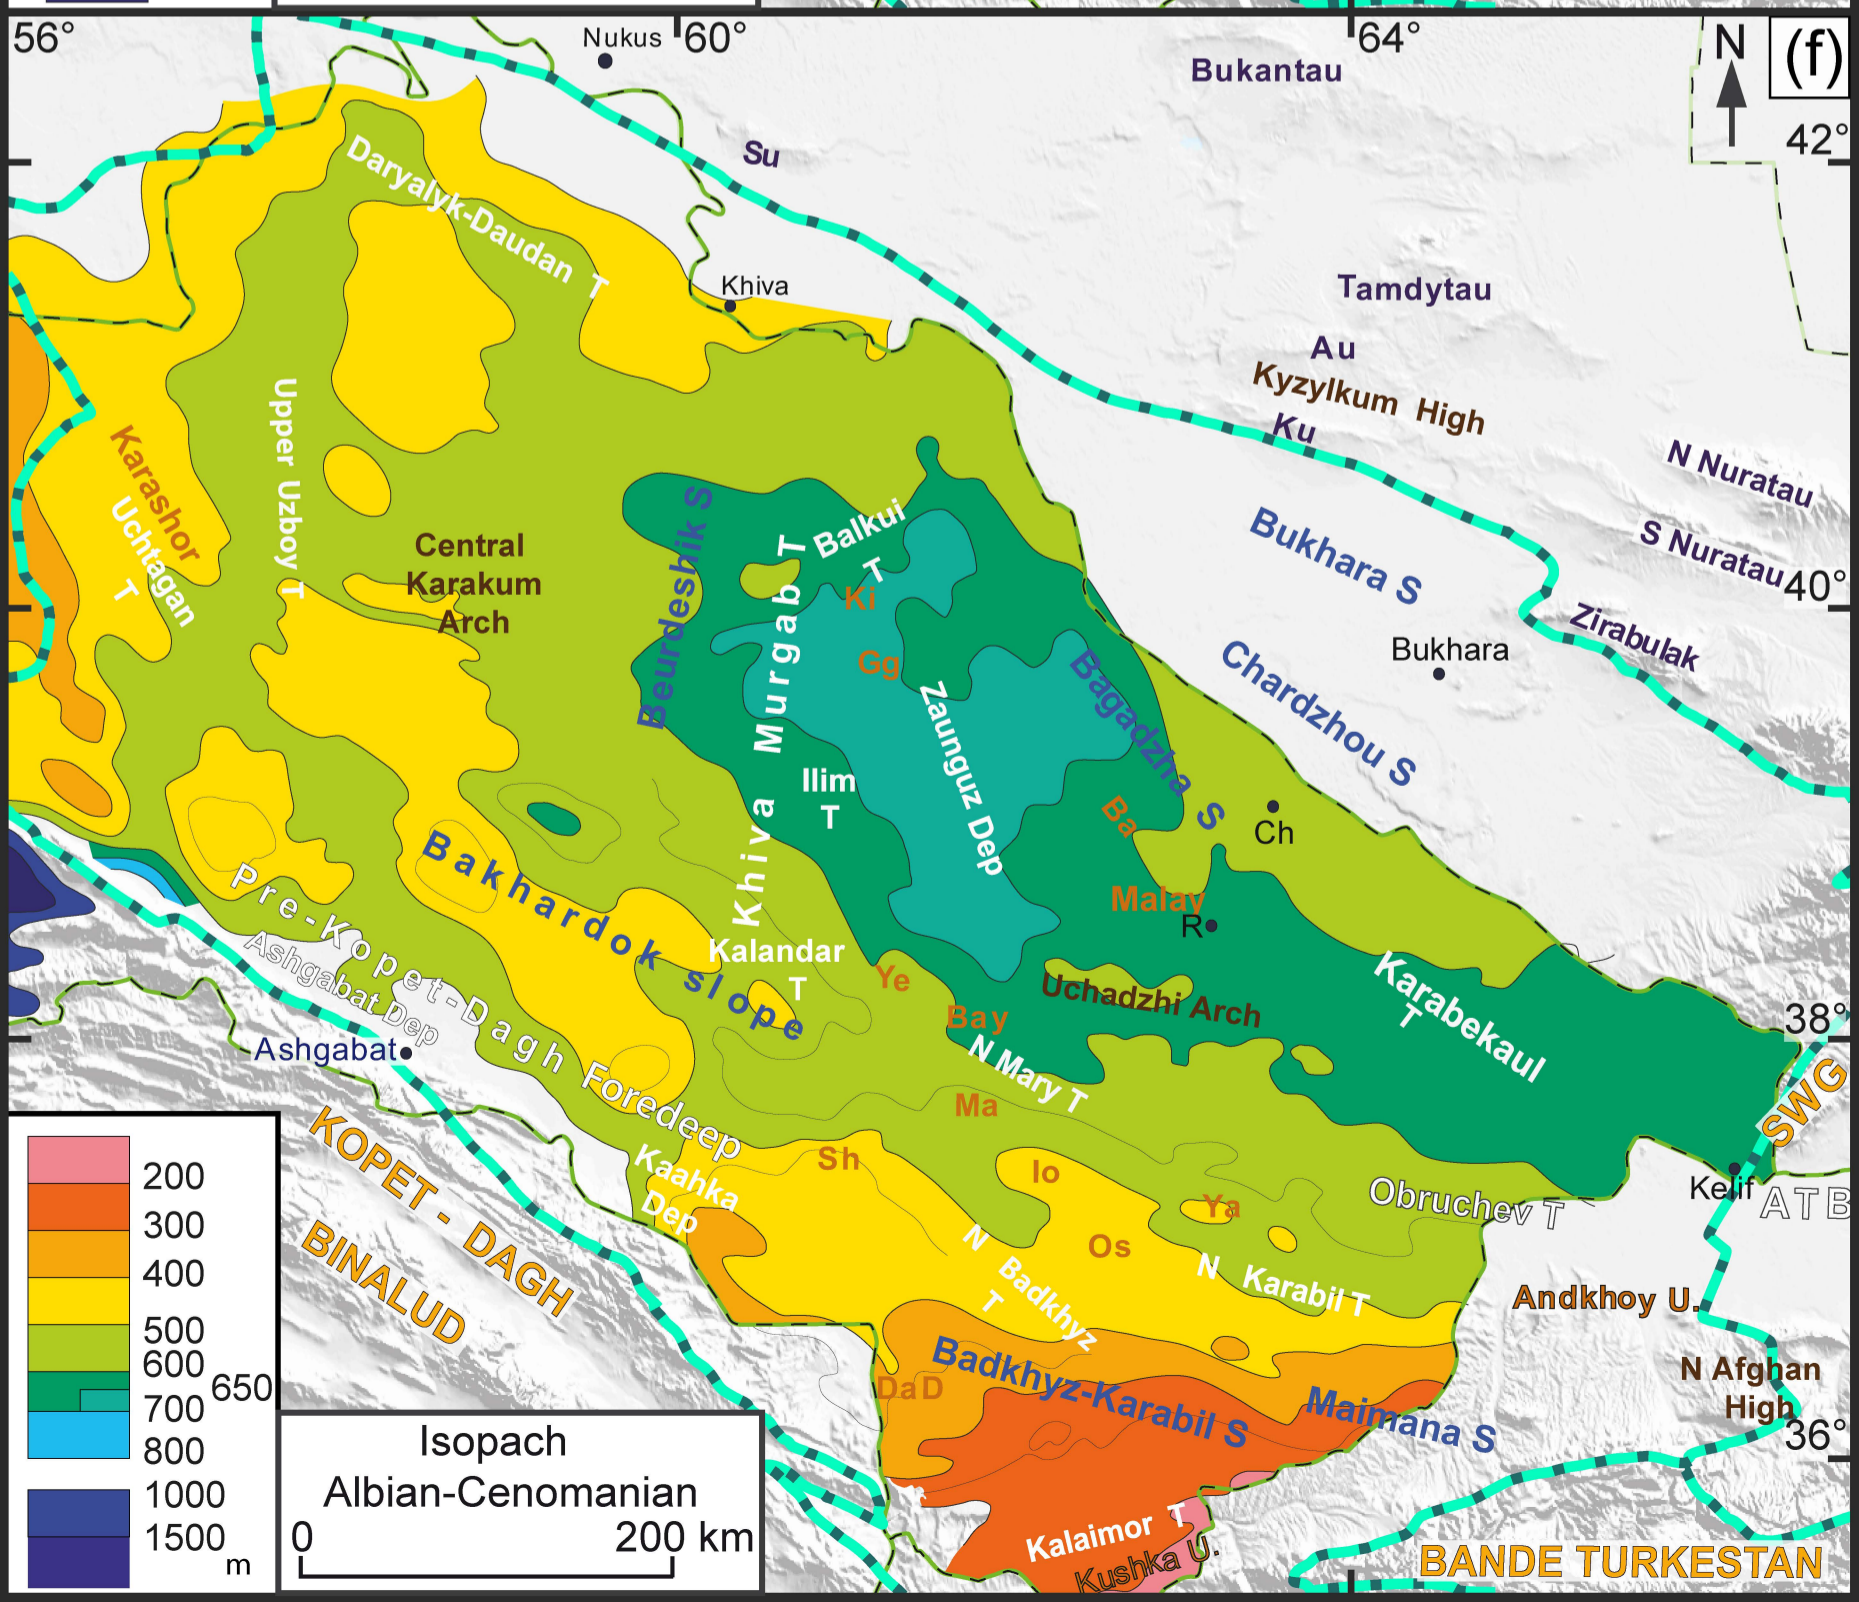 56°
Nukus
60°
64°
N
(f)
Bukantau
42°
Su
Daryalyk-Daudan T
Khiva
Tamdytau
Au
Kyzylkum High
Ku
N Nuratau
S Nuratau
Karashor
Uchtagan
T
Upper Uzboy T
Central
Karakum
Arch
Beurdeshik S
Khiva Murgab T
Balkui
T
Ki
Gg
Bukhara S
40°
Zirabulak
Bukhara
Chardzhou S
Zaunguz Dep
Bagadzha S
Ilim
T
Ba
Ch
Malay
R
Bakhardok slope
Pre-Kopet-Dagh Foredeep
Ashgabat Dep
Ashgabat
Kalandar
T
Ye
Bay
Uchadzhi Arch
Karabekaul
T
38°
N Mary T
Ma
SWG
KOPET - DAGH
BINALUD
Kaahka
Dep
Sh
Io
Ya
Os
Obruchev T
Kelif
ATB
N Badkhyz
T
N Karabil T
Andkhoy U.
N Afghan
High
Badkhyz-Karabil S
DaD
Maimana S
36°
Kalaimor T
Kushka U.
BANDE TURKESTAN
200
300
400
500
600
650
700
800
1000
1500
m
Isopach
Albian-Cenomanian
0 200 km